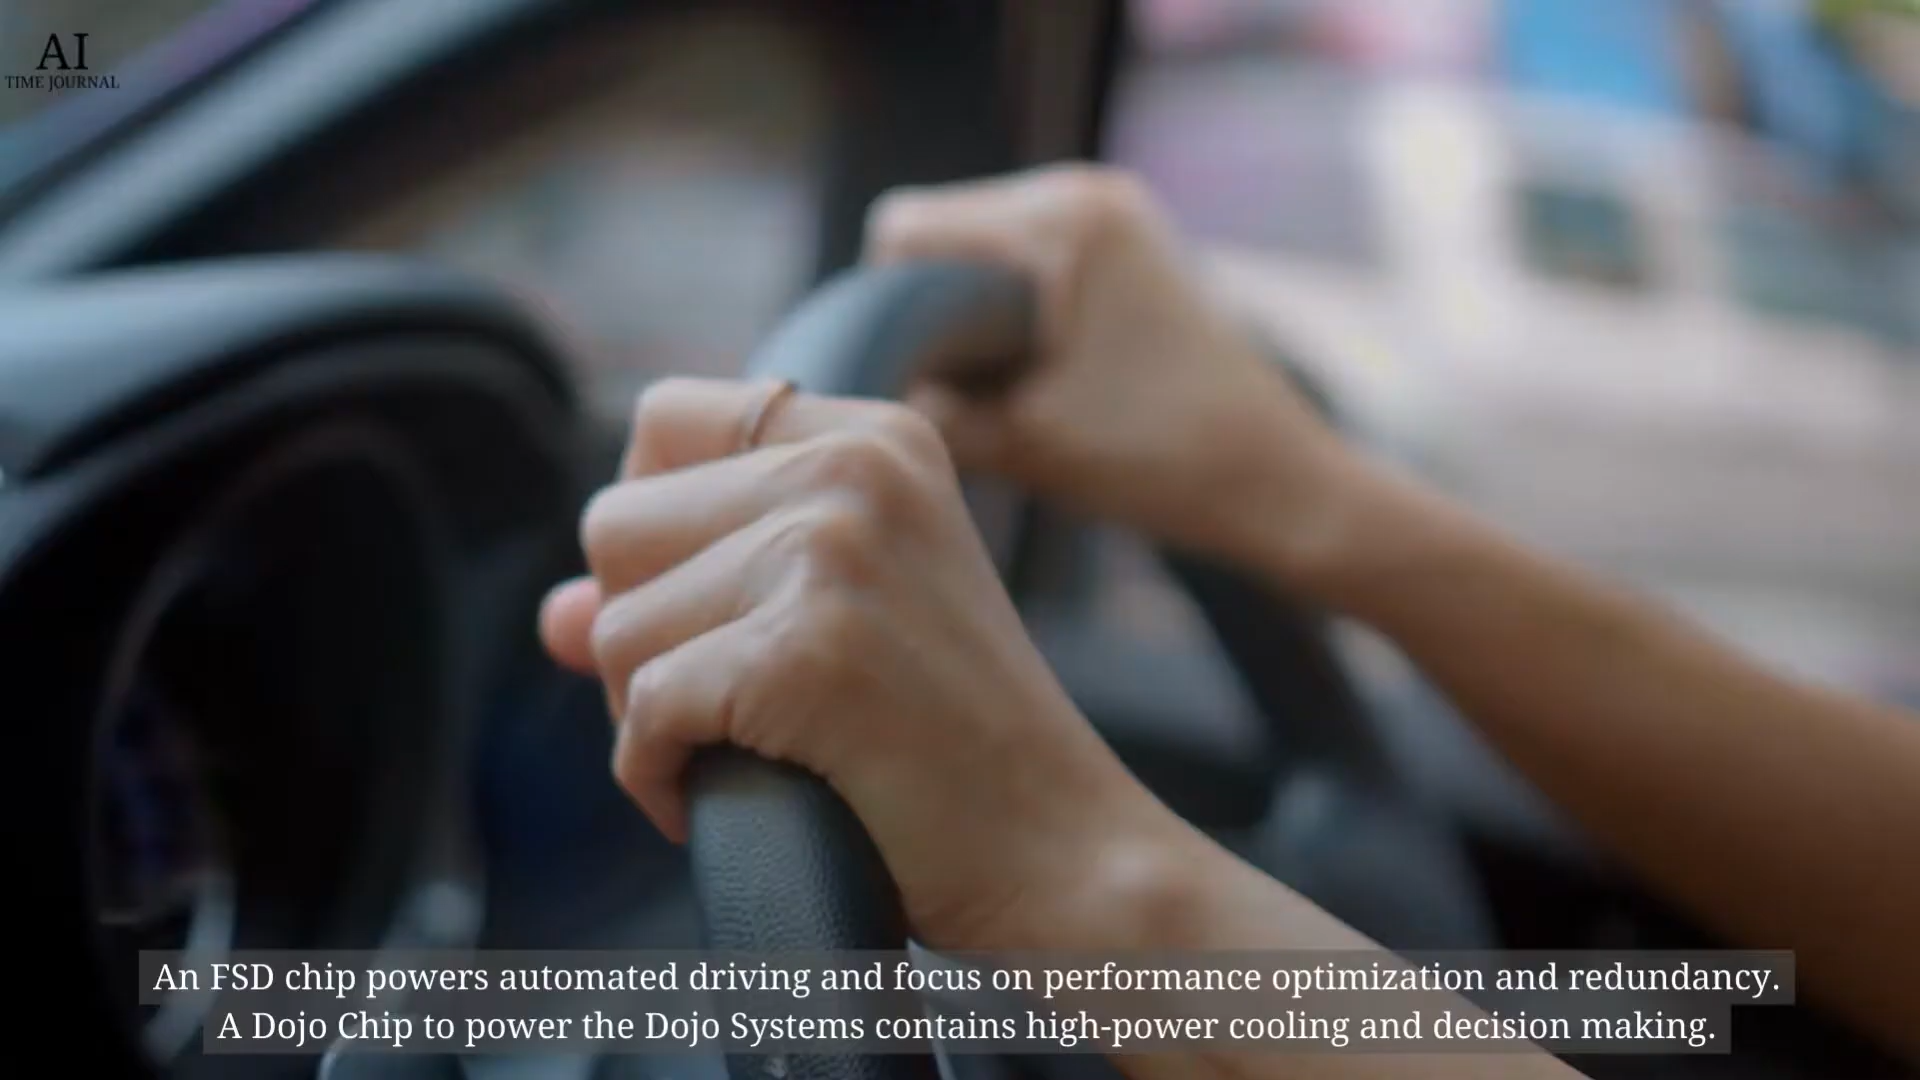 AI
TIME JOURNAL
An FSD chip powers automated driving and focus on performance optimization and redundancy.
A Dojo Chip to power the Dojo Systems contains high-power cooling and decision making.